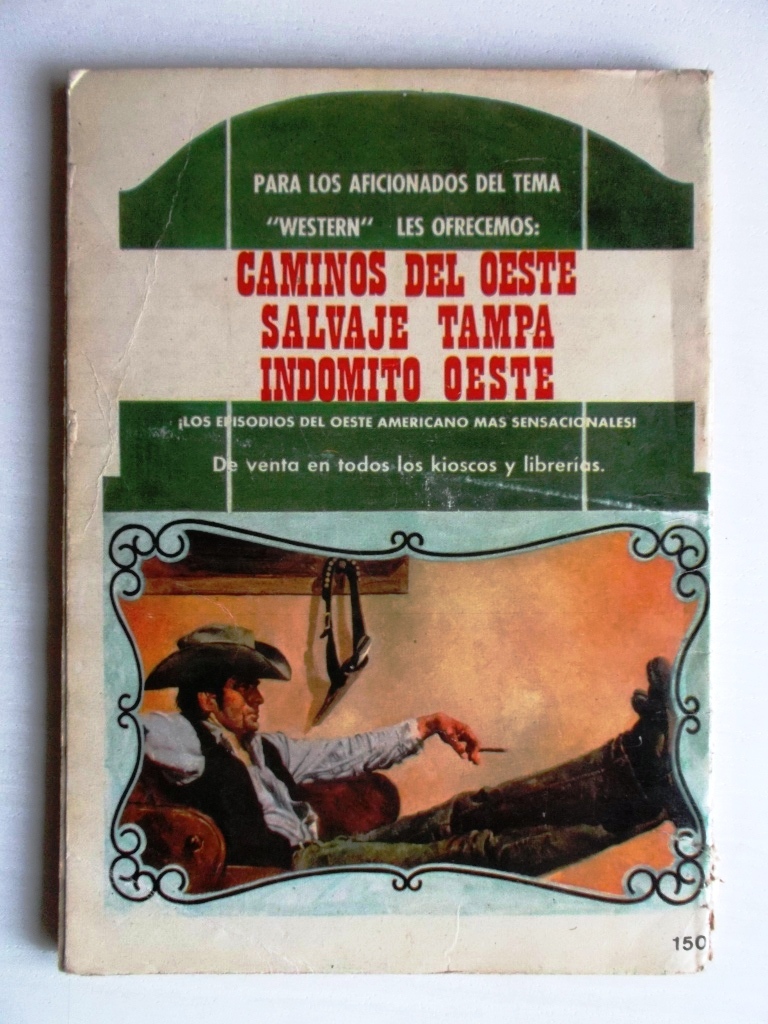 PARA LOS AFICIONADOS DEL TEMA
"WESTERN" LES OFRECEMOS:
CAMINOS DEL OESTE
SALVAJE TAMPA
INDOMITO OESTE
¡LOS EPISODIOS DEL OESTE AMERICANO MAS SENSACIONALES!
De venta en todos los kioscos y librerías.
150